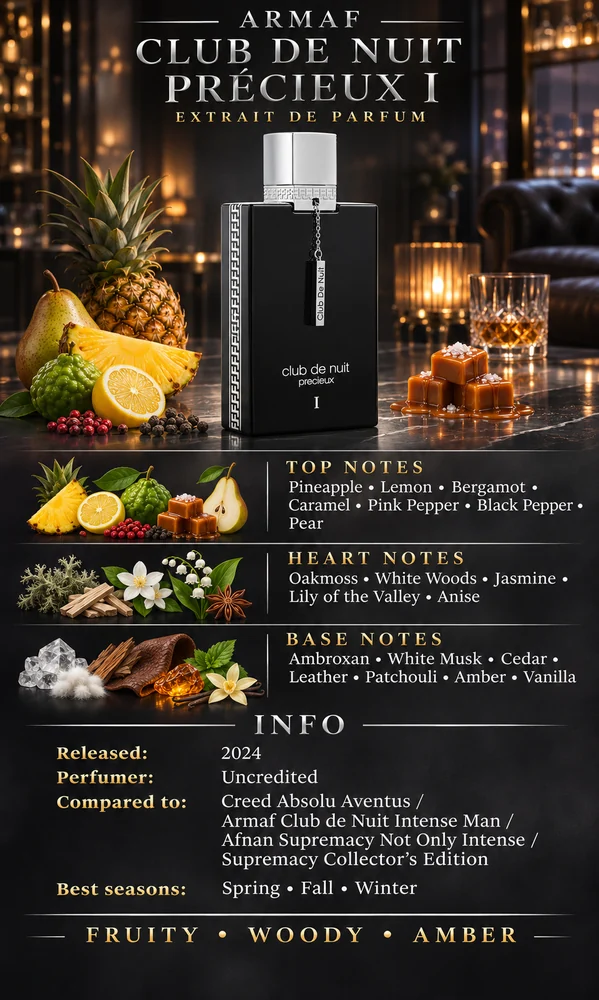 ARMAF
CLUB DE NUIT
PRÉCIEUX I
EXTRAIT DE PARFUM
Club De Nuit
club de nuit
precieux
I
TOP NOTES
Pineapple • Lemon • Bergamot •
Caramel • Pink Pepper • Black Pepper •
Pear
HEART NOTES
Oakmoss • White Woods • Jasmine •
Lily of the Valley • Anise
BASE NOTES
Ambroxan • White Musk • Cedar •
Leather • Patchouli • Amber • Vanilla
INFO
Released: 2024
Perfumer: Uncredited
Compared to: Creed Absolu Aventus /
Armaf Club de Nuit Intense Man /
Afnan Supremacy Not Only Intense /
Supremacy Collector’s Edition
Best seasons: Spring • Fall • Winter
FRUITY • WOODY • AMBER